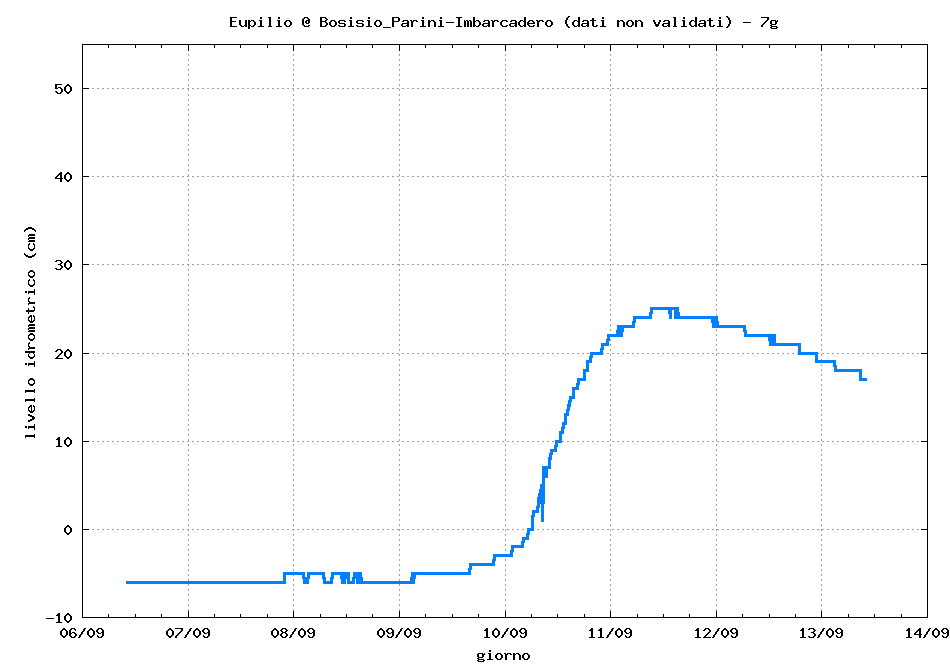 Eupilio @ Bosisio_Parini-Imbarcadero (dati non validati) - 7g
livello idrometrico (cm)
50
40
30
20
10
0
-10
06/09 07/09 08/09 09/09 10/09 11/09 12/09 13/09 14/09
giorno